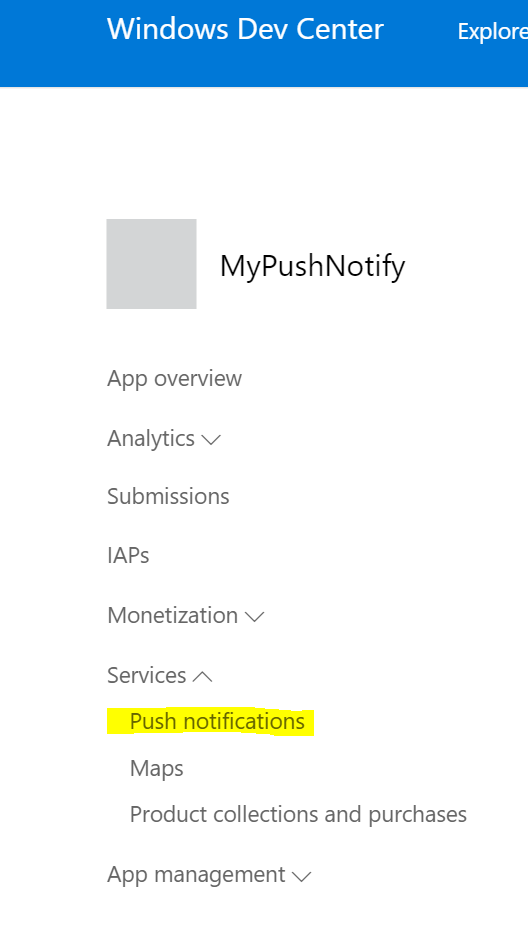 Windows Dev Center Explore
MyPushNotify
App overview
Analytics
Submissions
IAPs
Monetization
Services
Push notifications
Maps
Product collections and purchases
App management